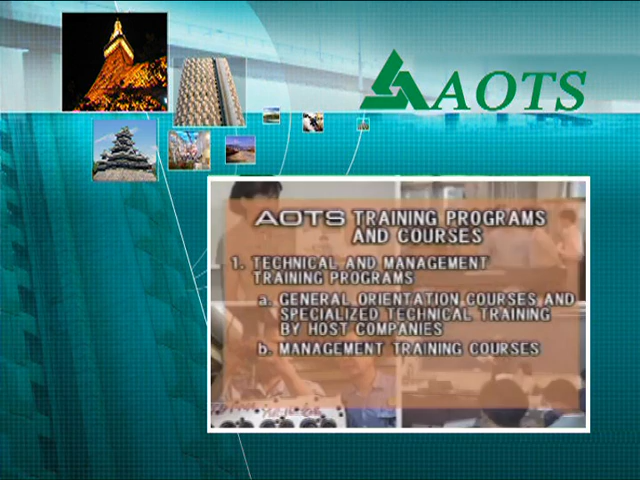 AOTS
AOTS TRAINING PROGRAMS
AND COURSES
1. TECHNICAL AND MANAGEMENT
TRAINING PROGRAMS
a. GENERAL ORIENTATION COURSES AND
SPECIALIZED TECHNICAL TRAINING
BY HOST COMPANIES
b. MANAGEMENT TRAINING COURSES